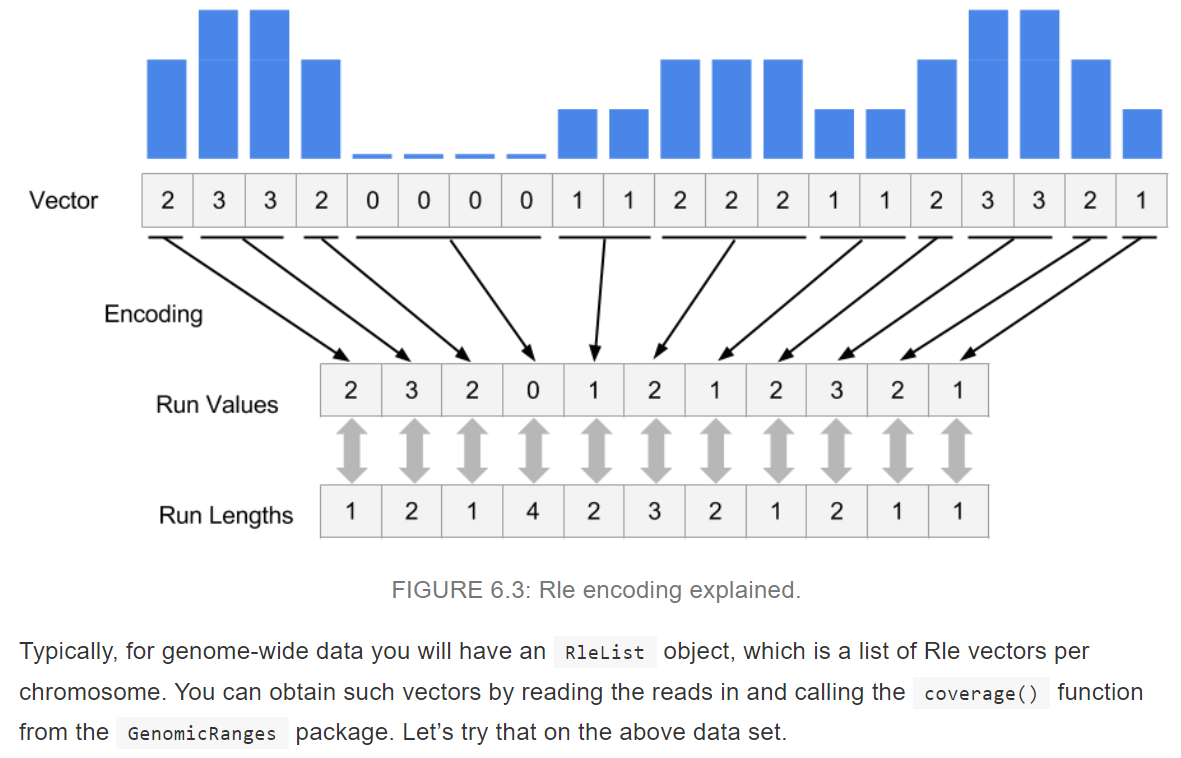 Vector 2 3 3 2 0 0 0 0 1 1 2 2 2 1 1 2 3 3 2 1
Encoding
Run Values 2 3 2 0 1 2 1 2 3 2 1
Run Lengths 1 2 1 4 2 3 2 1 2 1 1
FIGURE 6.3: Rle encoding explained.
Typically, for genome-wide data you will have an RleList object, which is a list of Rle vectors per
chromosome. You can obtain such vectors by reading the reads in and calling the coverage() function
from the GenomicRanges package. Let’s try that on the above data set.